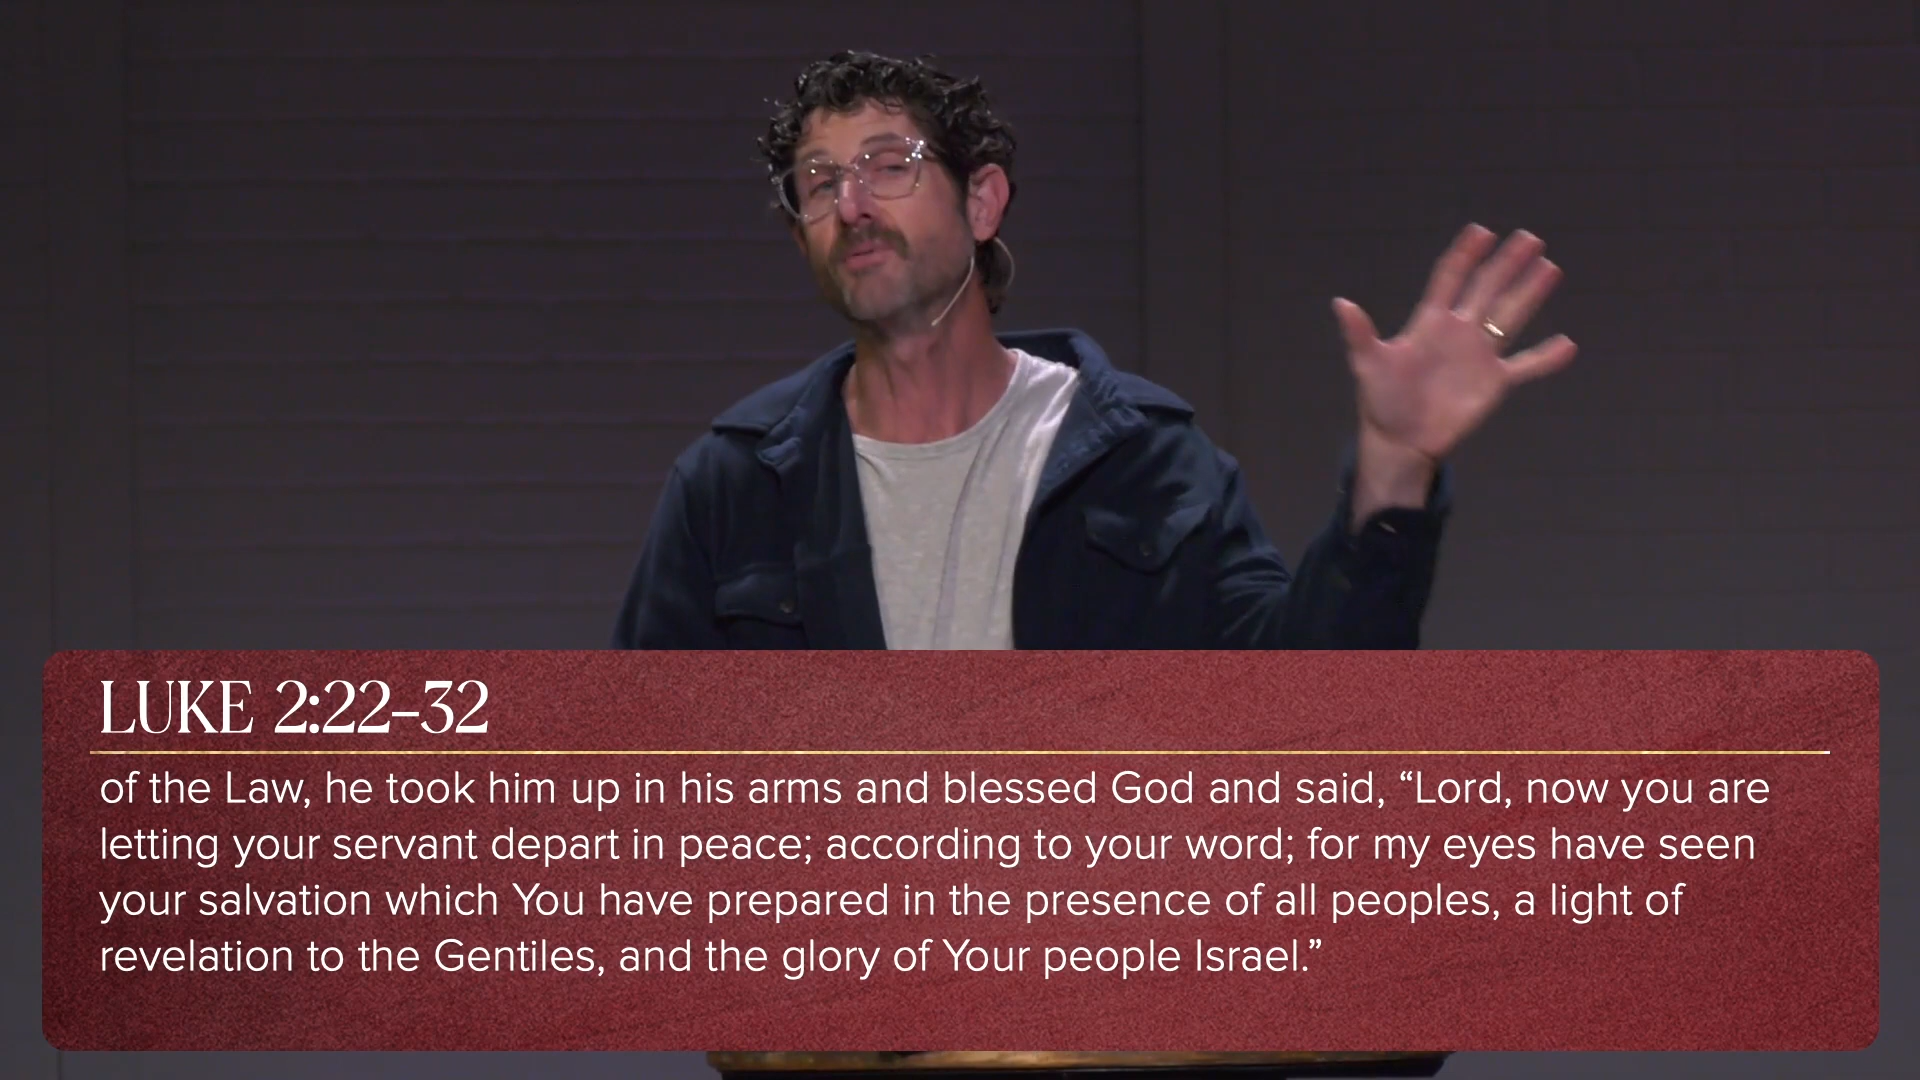 LUKE 2:22–32
of the Law, he took him up in his arms and blessed God and said, “Lord, now you are
letting your servant depart in peace; according to your word; for my eyes have seen
your salvation which You have prepared in the presence of all peoples, a light of
revelation to the Gentiles, and the glory of Your people Israel.”